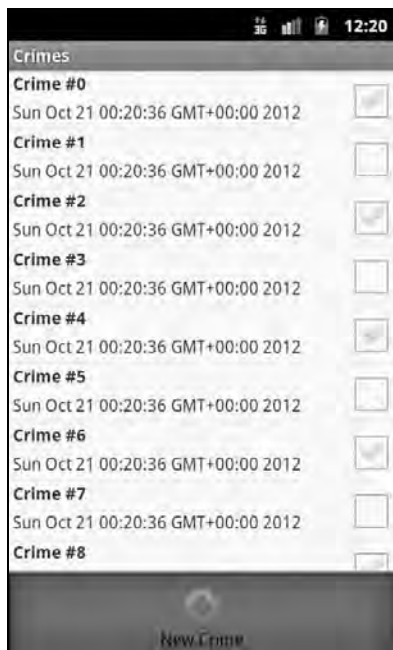 3G 12:20
Crimes
Crime #0
Sun Oct 21 00:20:36 GMT+00:00 2012
Crime #1
Sun Oct 21 00:20:36 GMT+00:00 2012
Crime #2
Sun Oct 21 00:20:36 GMT+00:00 2012
Crime #3
Sun Oct 21 00:20:36 GMT+00:00 2012
Crime #4
Sun Oct 21 00:20:36 GMT+00:00 2012
Crime #5
Sun Oct 21 00:20:36 GMT+00:00 2012
Crime #6
Sun Oct 21 00:20:36 GMT+00:00 2012
Crime #7
Sun Oct 21 00:20:36 GMT+00:00 2012
Crime #8
New Crime